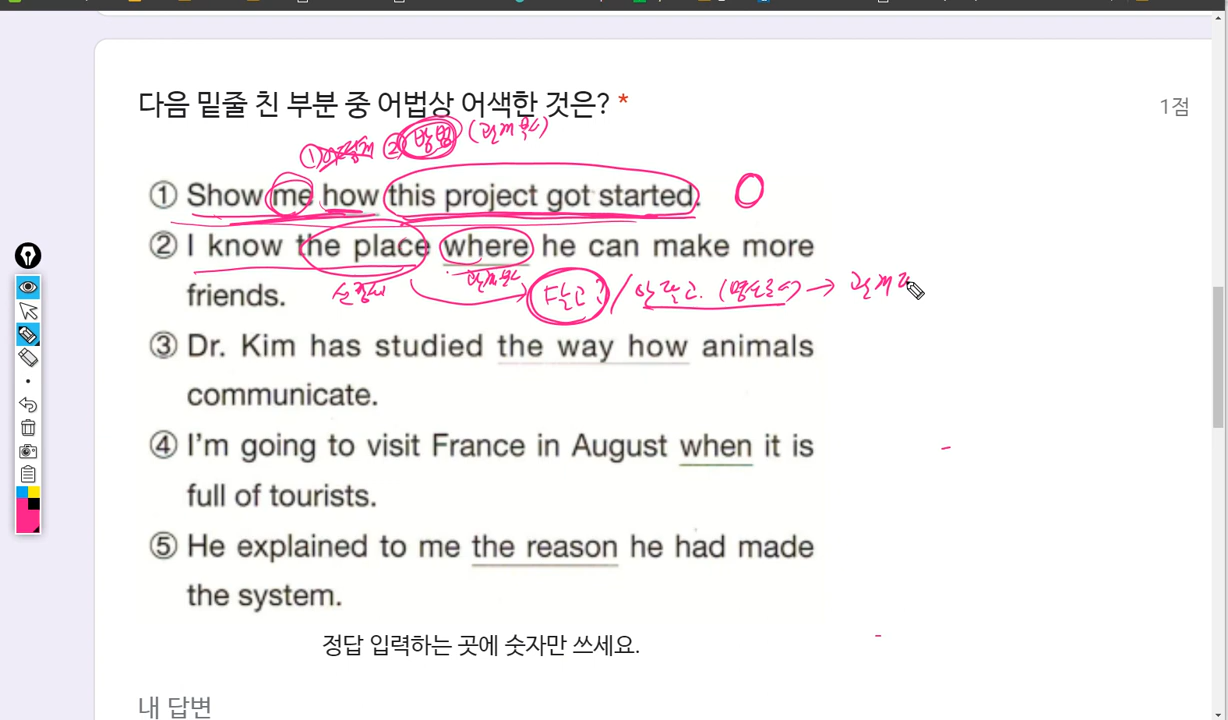 다음 밑줄 친 부분 중 어법상 어색한 것은? *
1점
② 방법
① Show me how this project got started.
② I know the place where he can make more
friends.
③ Dr. Kim has studied the way how animals
communicate.
④ I'm going to visit France in August when it is
full of tourists.
⑤ He explained to me the reason he had made
the system.
정답 입력하는 곳에 숫자만 쓰세요.
내 답변